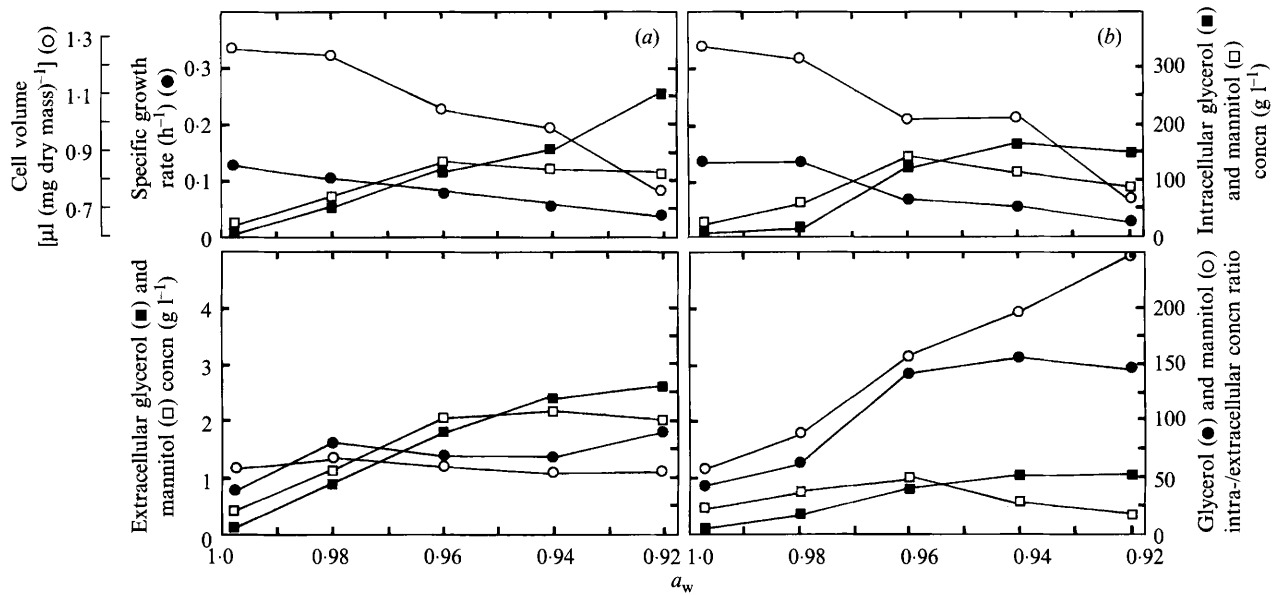 Cell volume
[µl (mg dry mass)⁻¹] (○)
1·3
1·1
0·9
0·7
Specific growth
rate (h⁻¹) (●)
0·3
0·2
0·1
0
(a)
(b)
300
200
100
0
Intracellular glycerol (■)
and mannitol (□)
concn (g l⁻¹)
Extracellular glycerol (■) and
mannitol (□) concn (g l⁻¹)
4
3
2
1
0
200
150
100
50
0
Glycerol (●) and mannitol (○)
intra-/extracellular concn ratio
1·0 0·98 0·96 0·94 0·92
1·0 0·98 0·96 0·94 0·92
a_w